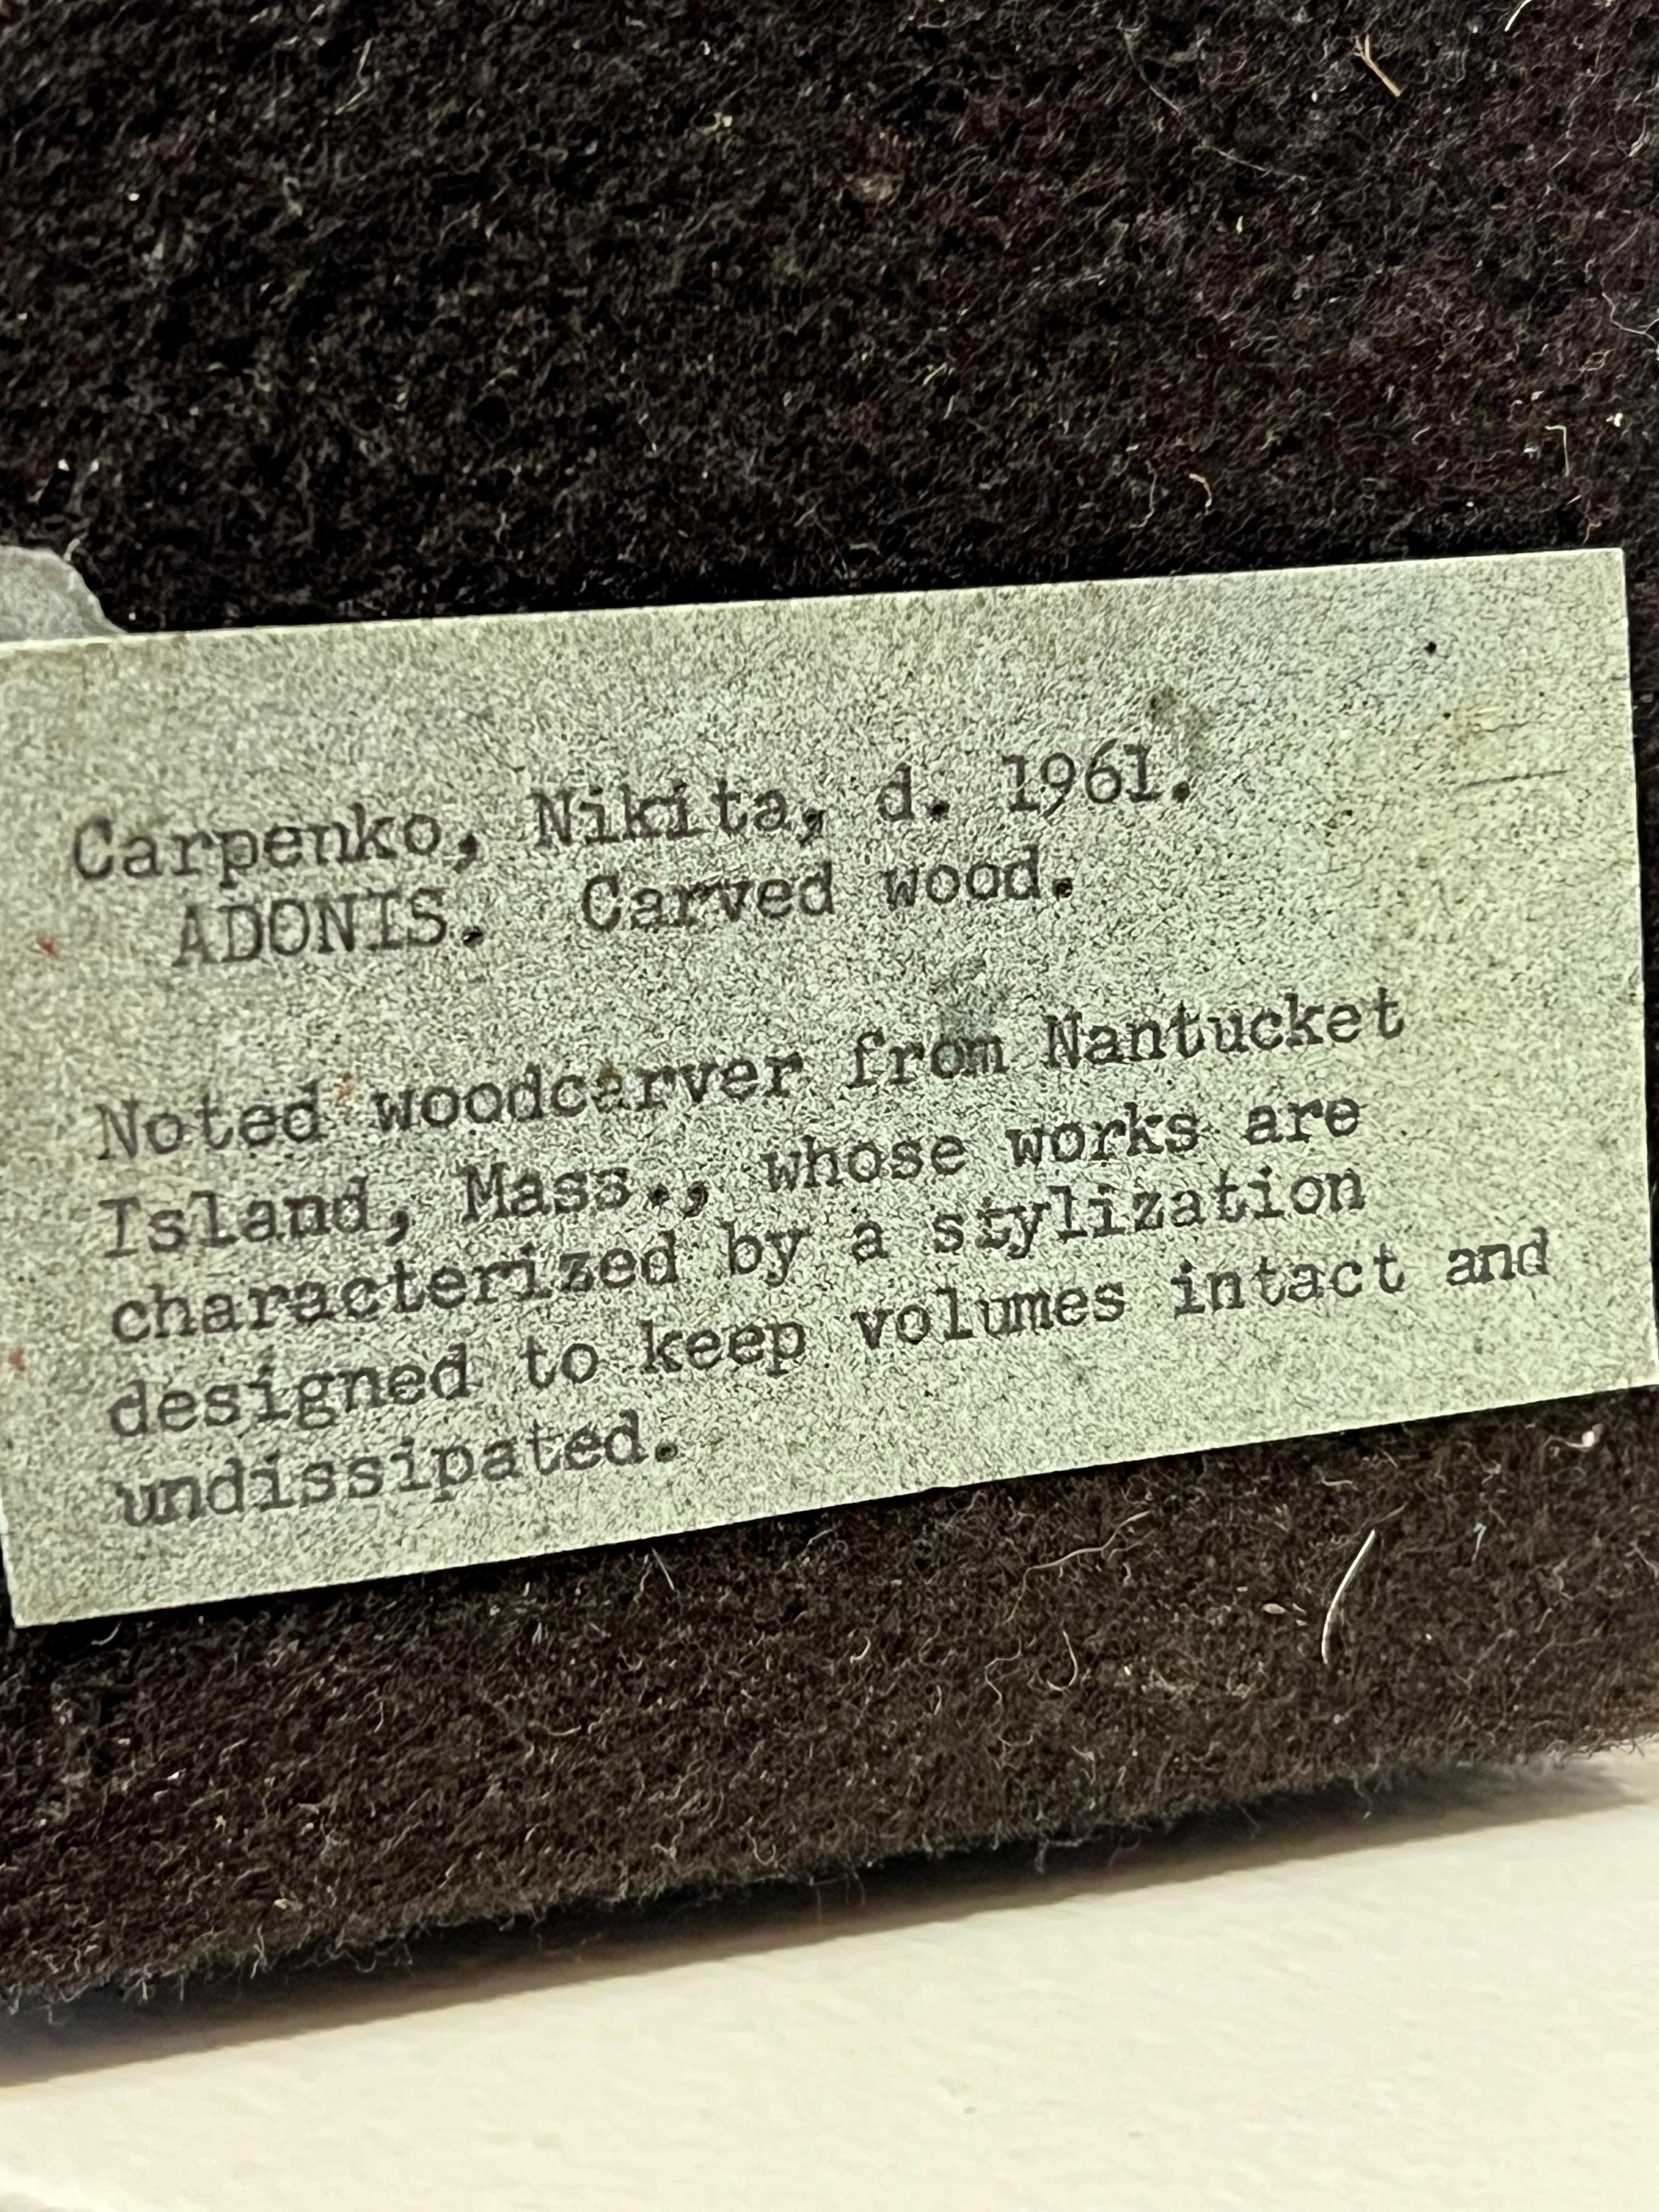 Carpenko, Nikita, d. 1961.
ADONIS. Carved wood.
Noted woodcarver from Nantucket
Island, Mass., whose works are
characterized by a stylization
designed to keep volumes intact and
undissipated.